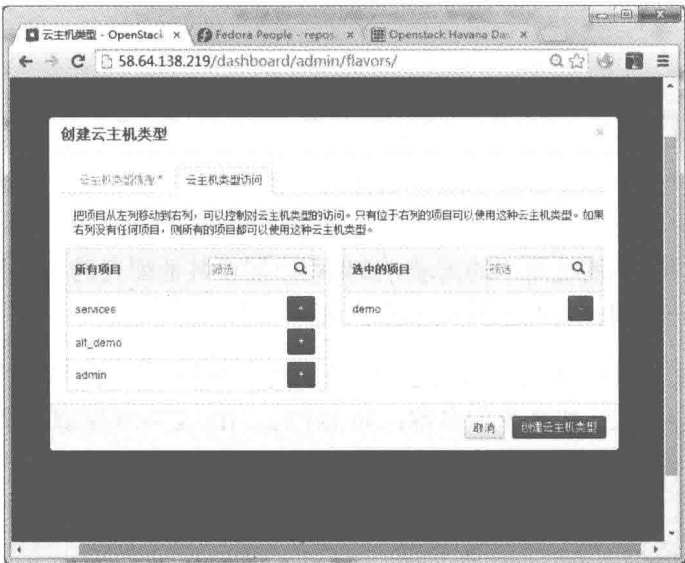 云主机类型 - OpenStack ×
Fedora People - repos ×
Openstack Havana Da ×
58.64.138.219/dashboard/admin/flavors/
创建云主机类型 ×
云主机类型 * 云主机类型访问
把项目从左列移动到右列，可以控制对云主机类型的访问。只有位于右列的项目可以使用这种云主机类型。如果
右列没有任何项目，则所有的项目都可以使用这种云主机类型。
所有项目 筛选
services +
alt_demo +
admin +
选中的项目 筛选
demo -
取消 创建云主机类型